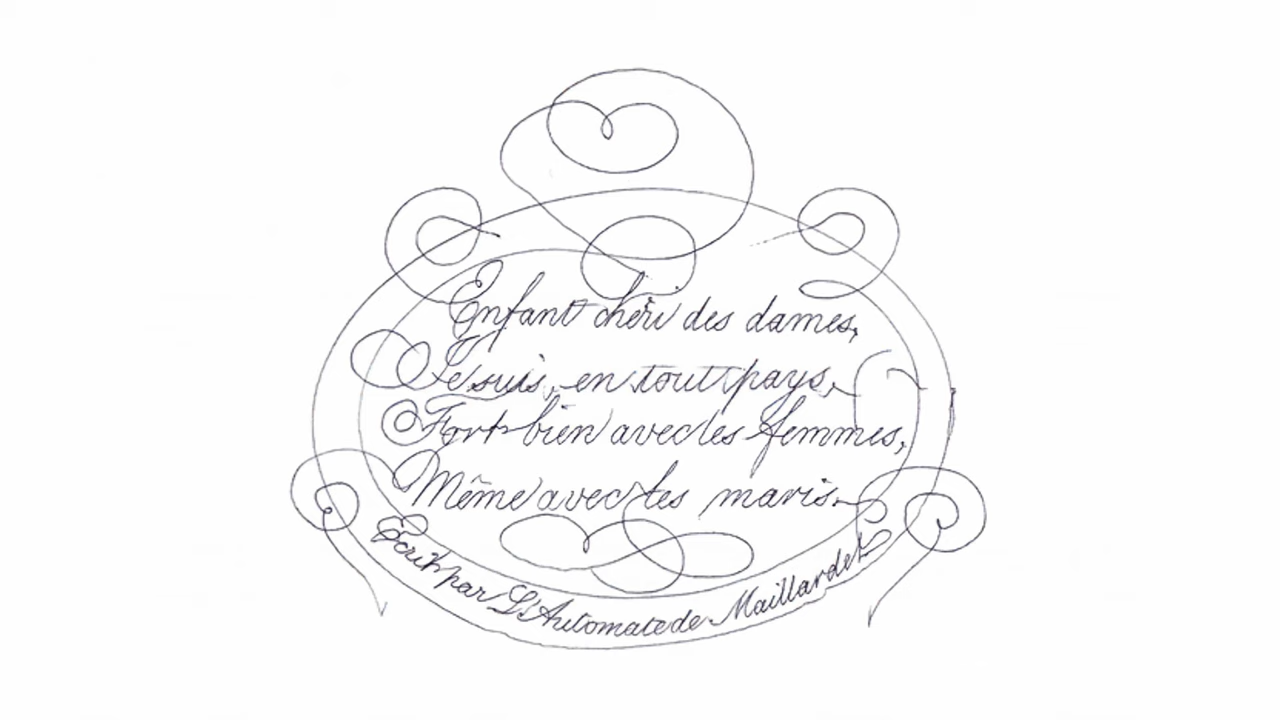 Enfant chéri des dames,
Je suis, en tout pays,
Fort bien avec les femmes,
Même avec les maris.
Écrit par L'Automate de Maillardet